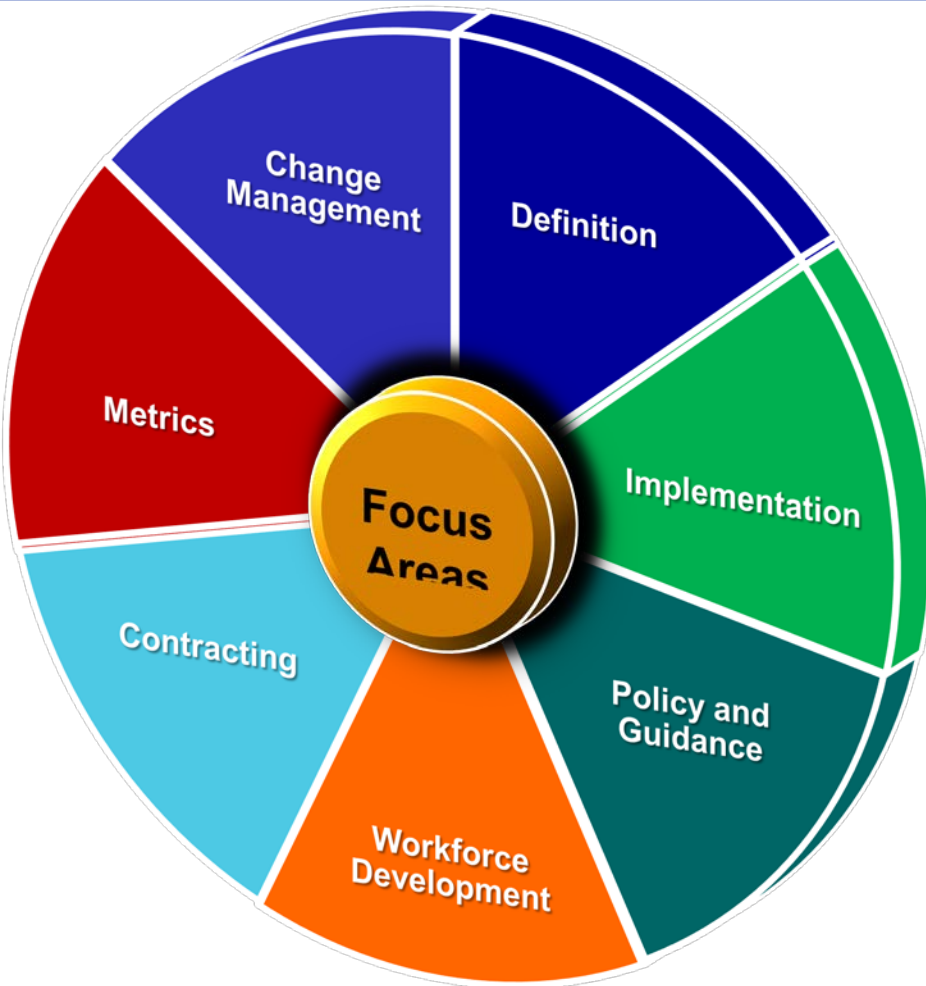 Change
Management
Definition
Metrics
Implementation
Focus
Areas
Contracting
Policy and
Guidance
Workforce
Development